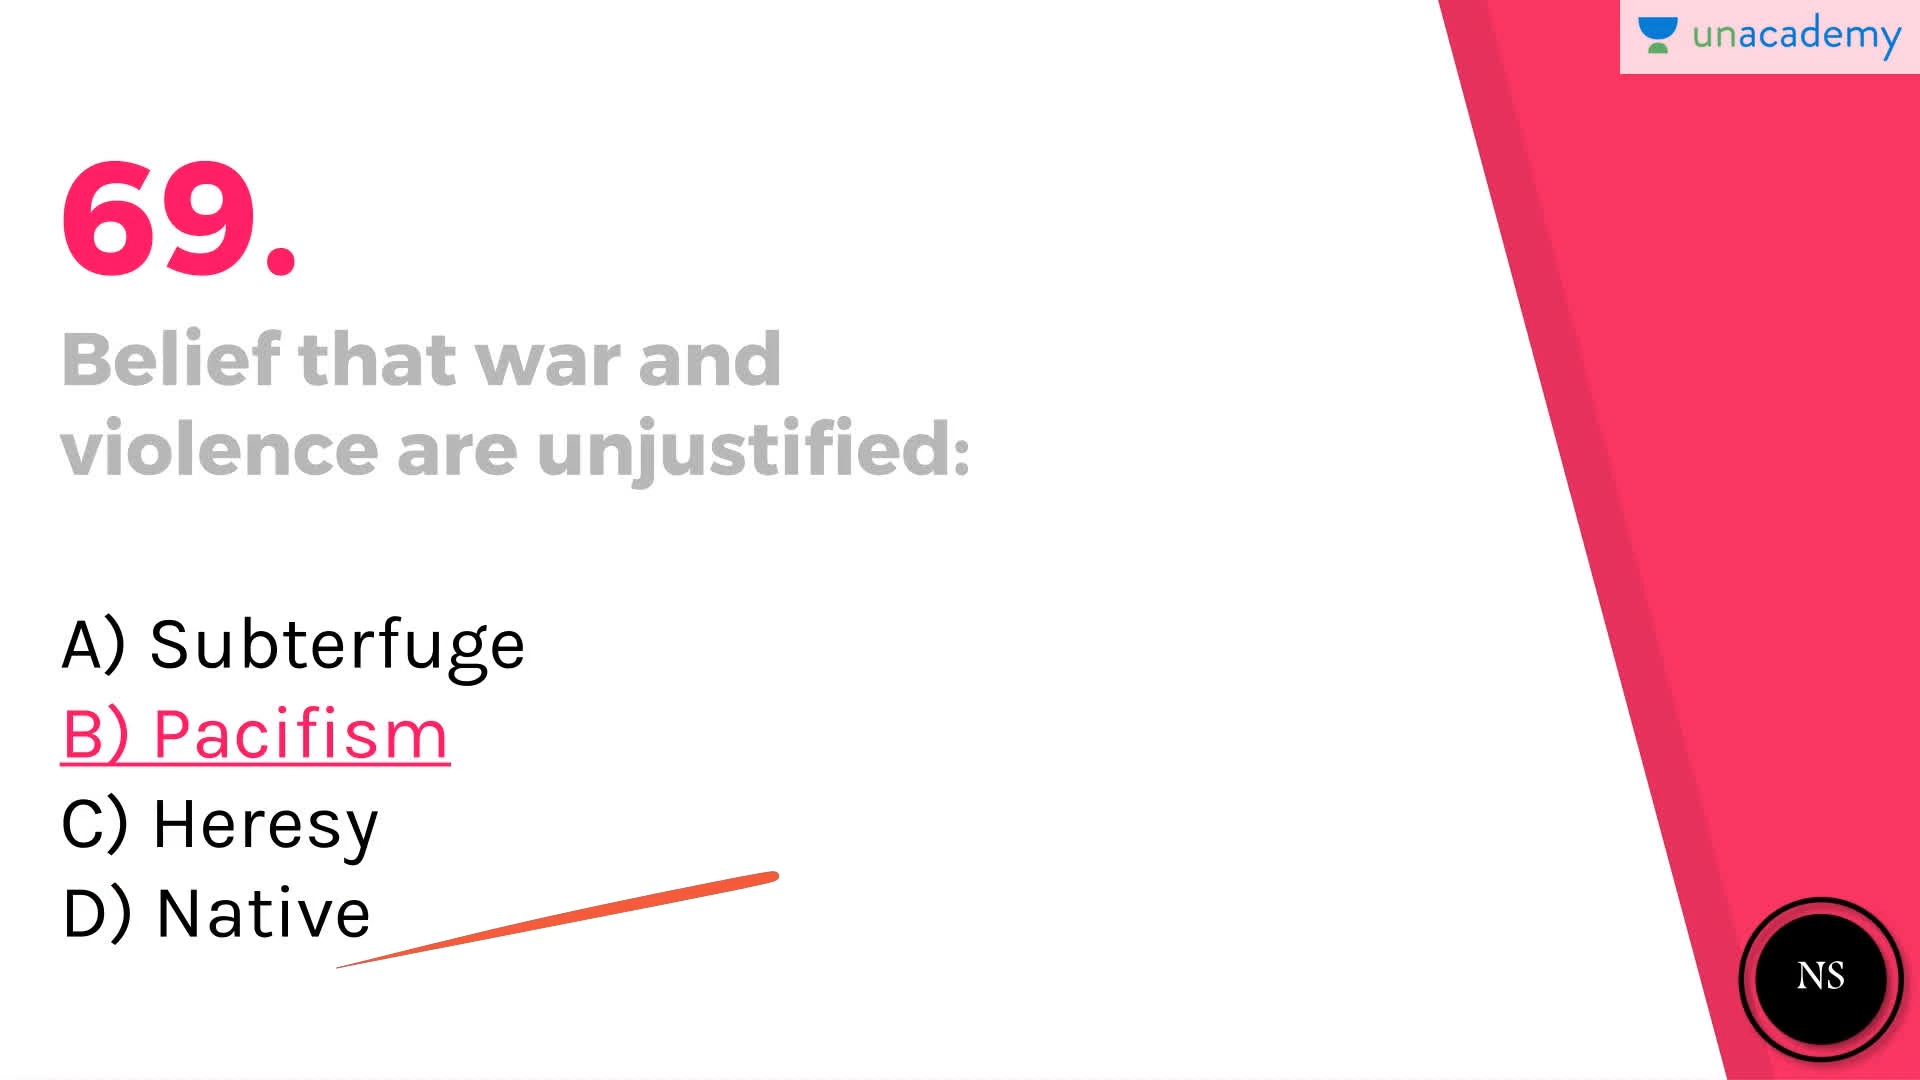 unacademy
69.
Belief that war and
violence are unjustified:
A) Subterfuge
B) Pacifism
C) Heresy
D) Native
NS